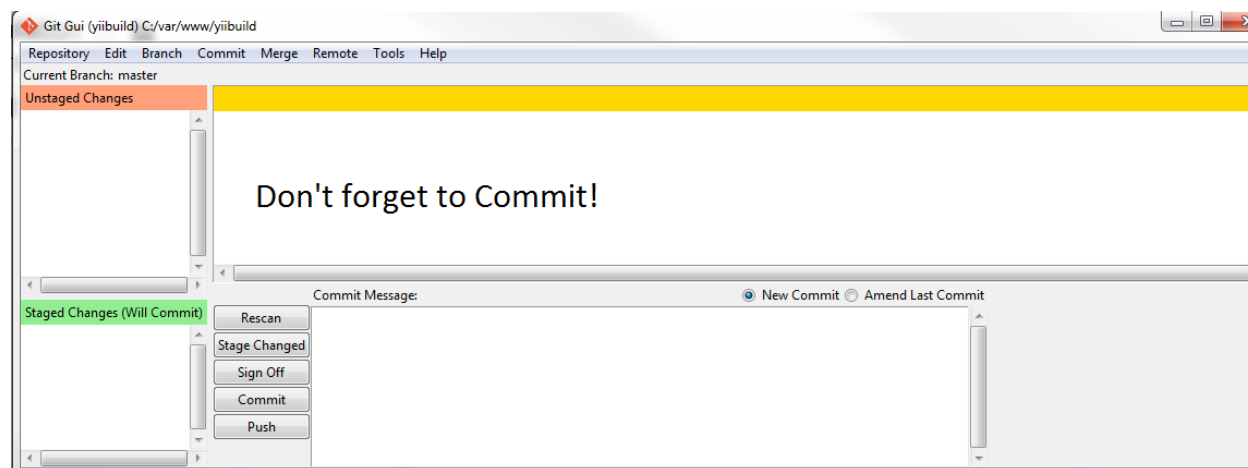 Git Gui (yiibuild) C:/var/www/yiibuild
Repository Edit Branch Commit Merge Remote Tools Help
Current Branch: master
Unstaged Changes
Don't forget to Commit!
Commit Message:
New Commit Amend Last Commit
Staged Changes (Will Commit)
Rescan
Stage Changed
Sign Off
Commit
Push